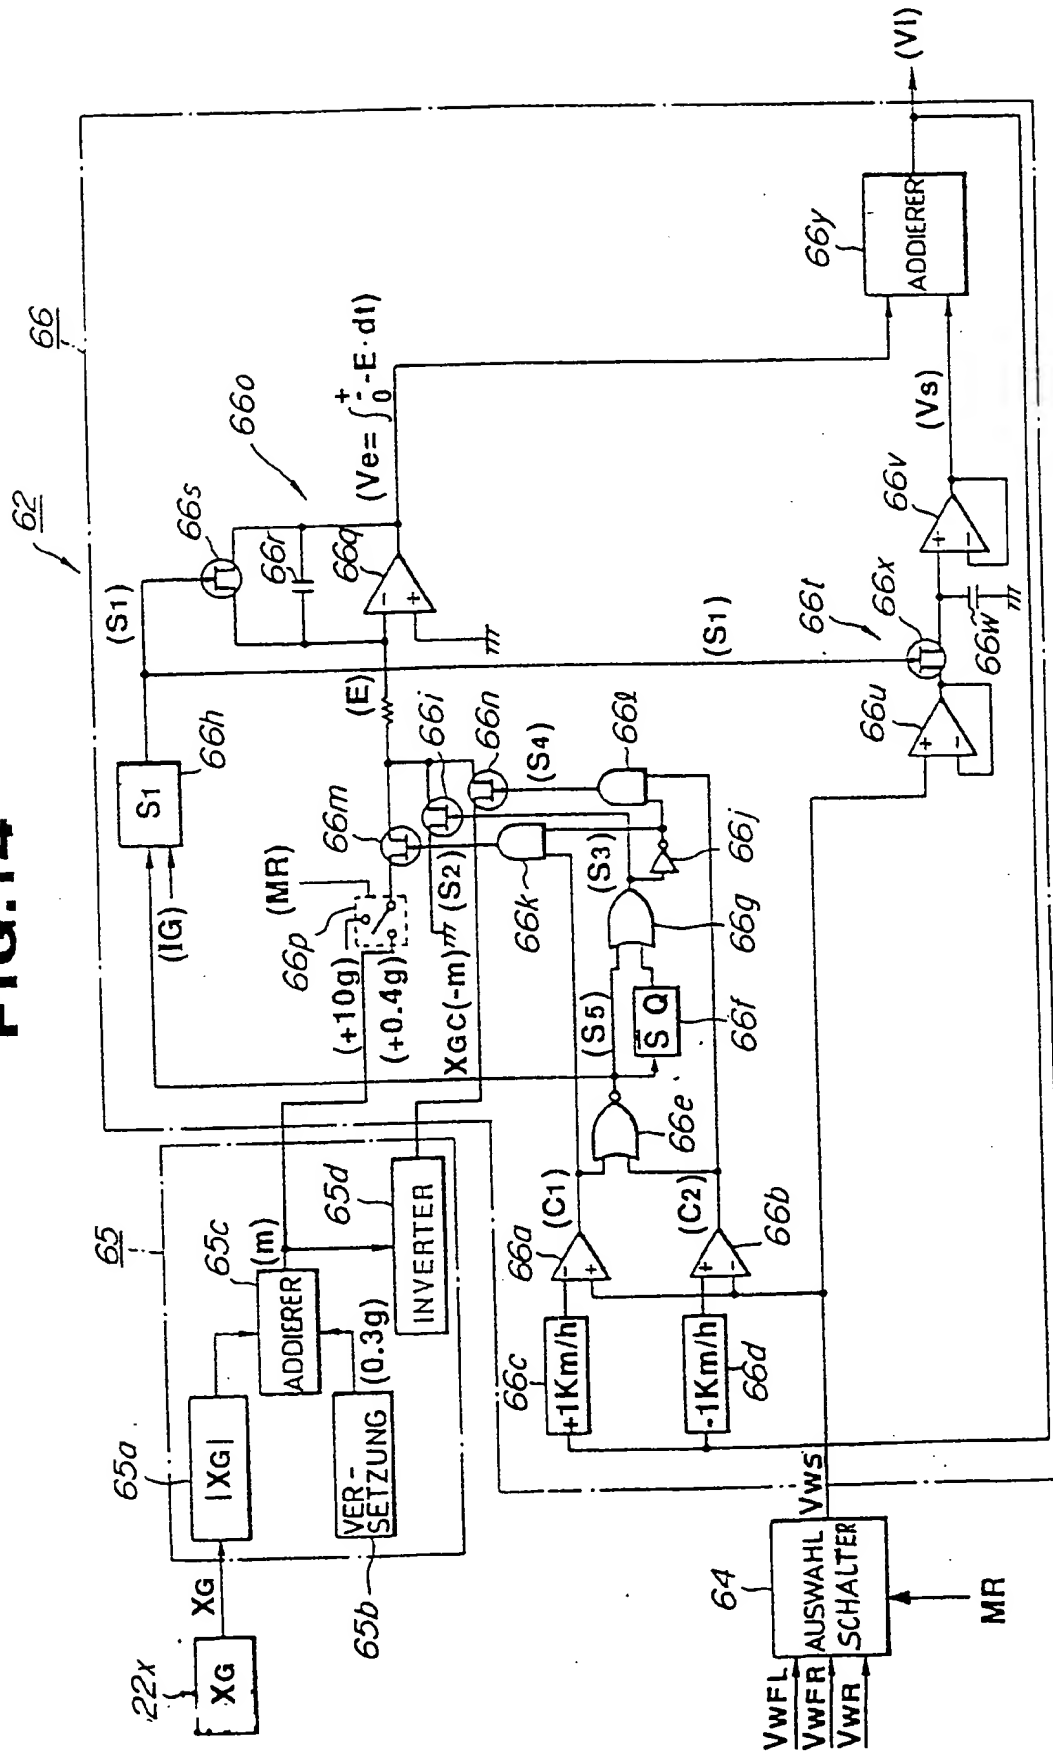 FIG.14
62
66
(S1)
66s
S1
66h
(IG)
66r
66o
66q
(Ve= ∫ + - 0 -E·dt)
(E)
(MR)
66m
66i
66n
66p
(+10g)
(+0.4g)
(S2)
XGC(-m)
(S4)
66l
66k
(S3)
66j
66g
(S5)
S̄ Q
66f
66e
(S1)
66t
66x
66u
66w
66v
(Vs)
66y
ADDIERER
(Vi)
65
65a
|XG|
65c
ADDIERER
(m)
65d
INVERTER
(0.3g)
VER-
SETZUNG
65b
XG
22x
XG
(C1)
66a
(C2)
66b
66c
+1Km/h
-1Km/h
66d
Vws
64
AUSWAHL
SCHALTER
VWFL
VWFR
VWR
MR